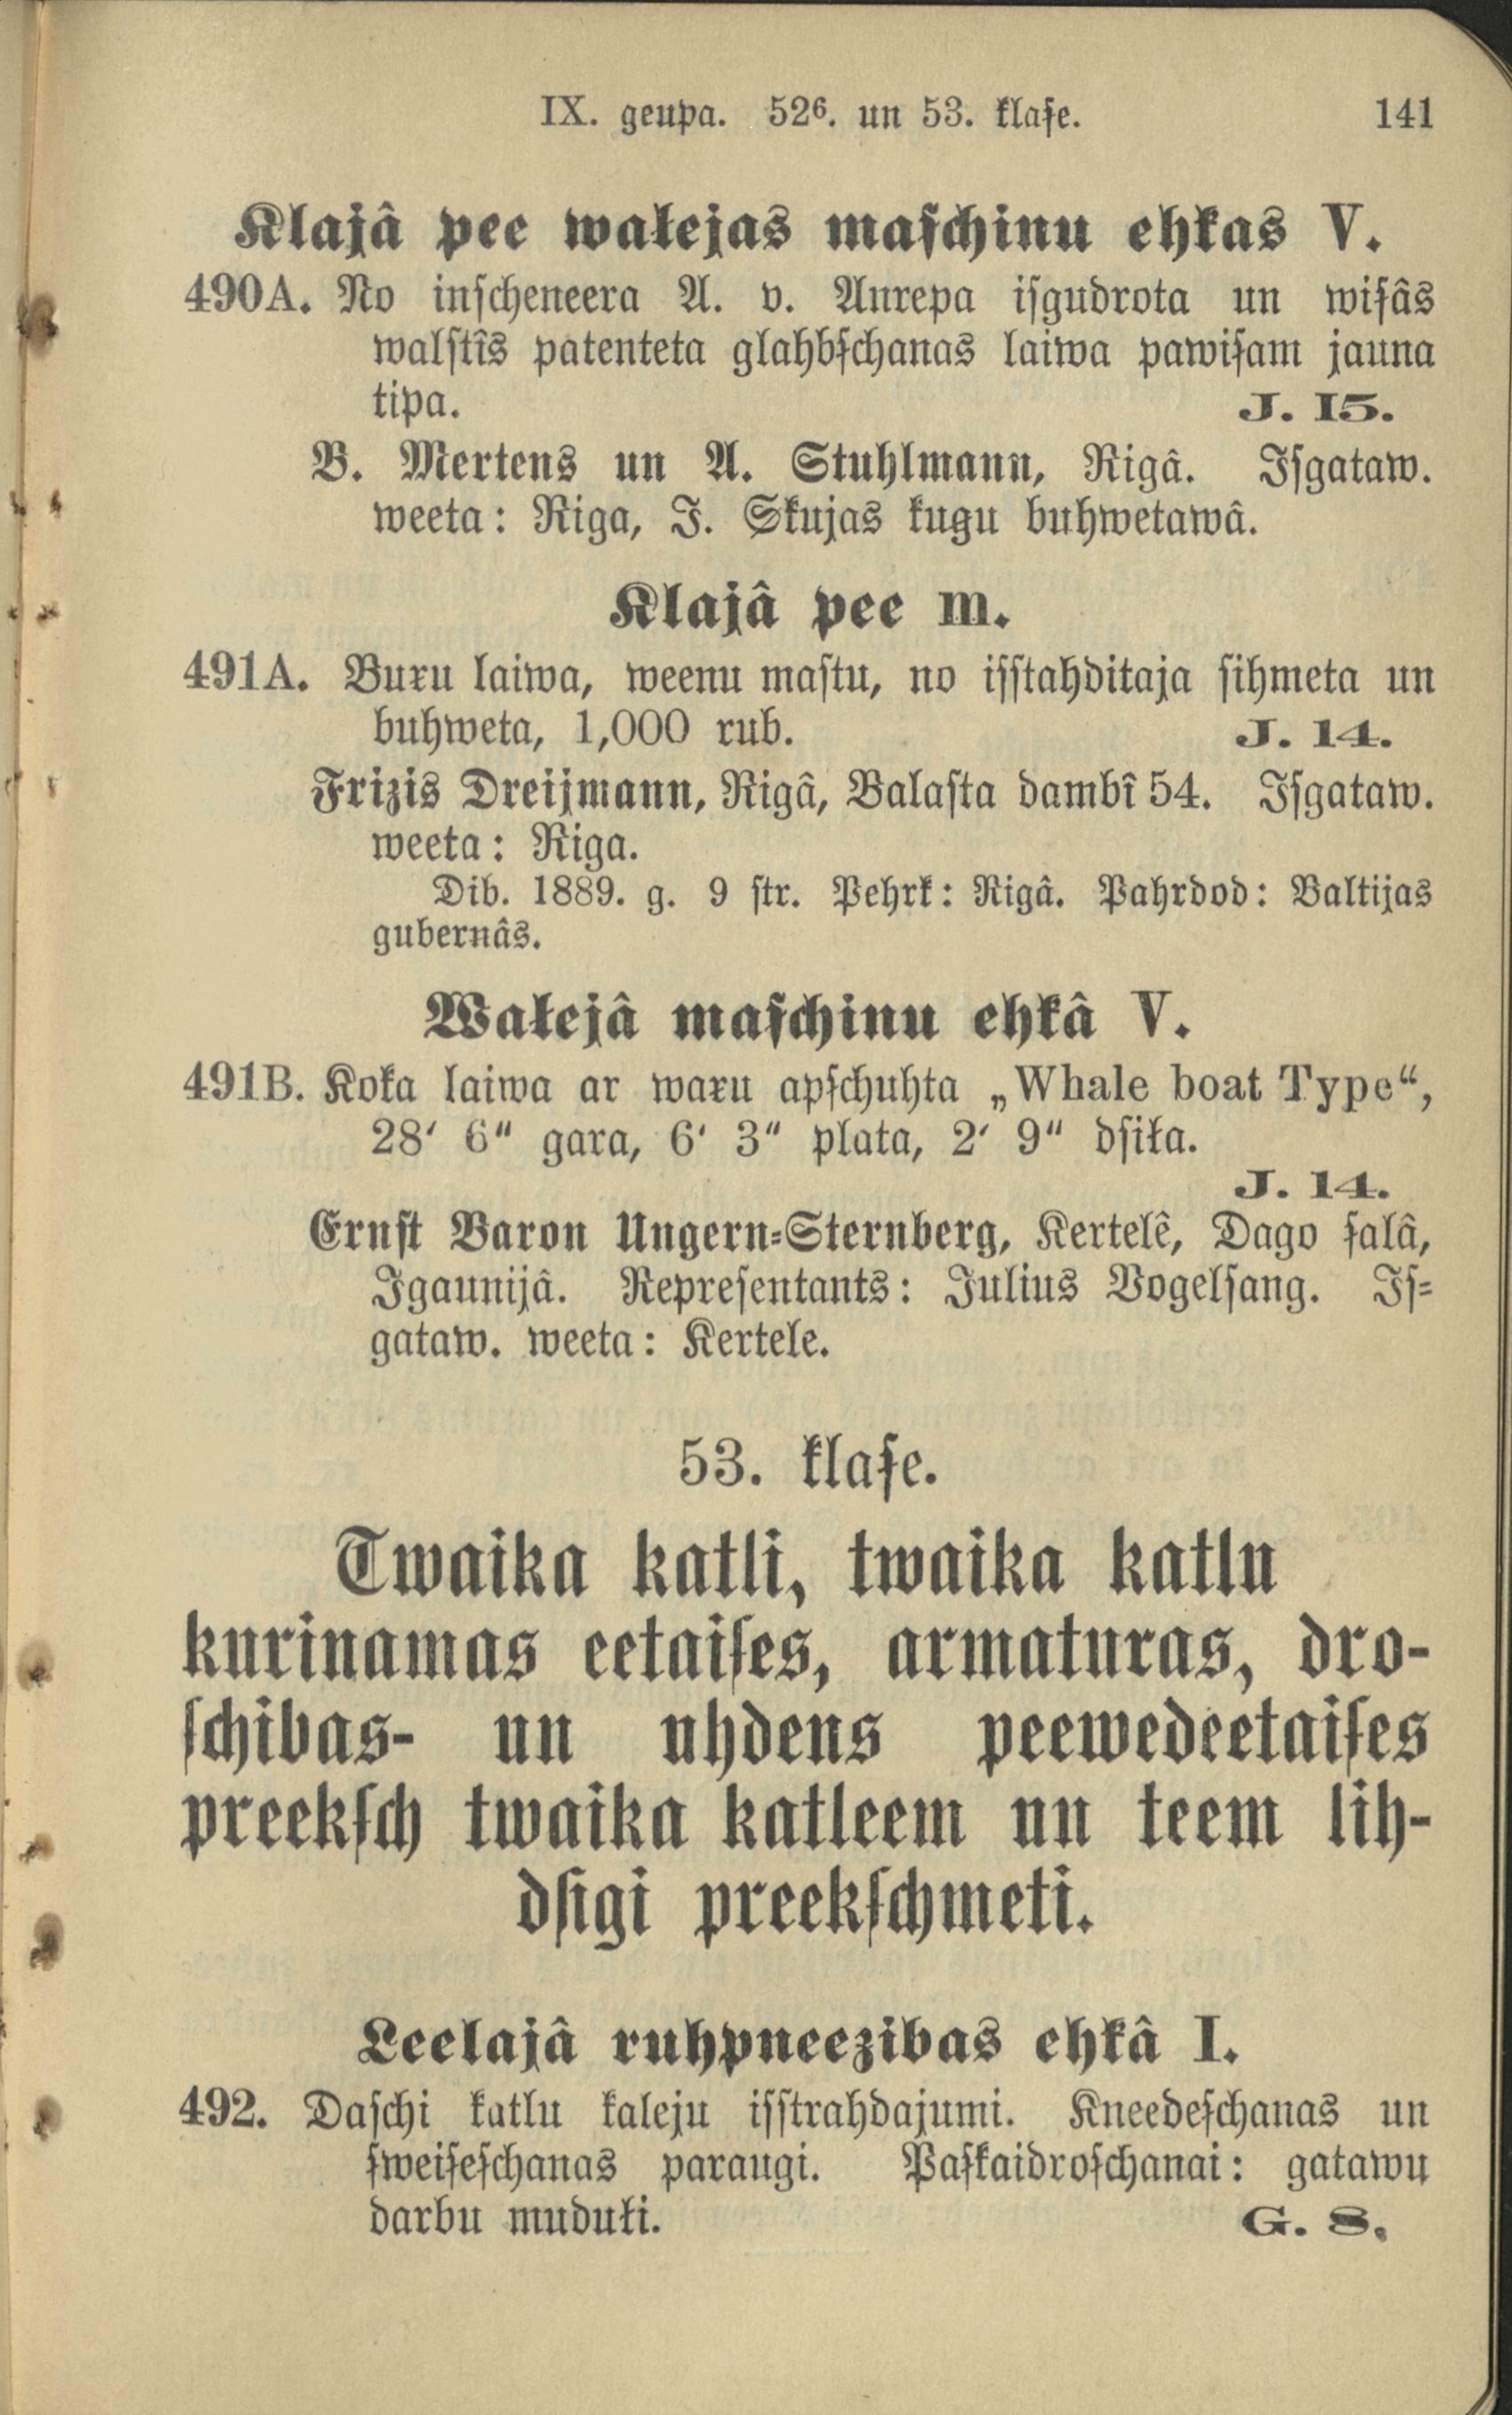 IX. geupa. 52⁶. un 53. klaſe. 141
Klajâ pee wałejas maſchinu ehkas V.
490A. No inſcheneera A. v. Anrepa iſgudrota un wiſâs
walſtîs patenteta glahbſchanas laiwa pawiſam jauna
tipa. J. 15.
B. Mertens un A. Stuhlmann, Rigâ. Iſgataw.
weeta: Riga, J. Skujas kugu buhwetawâ.
Klajâ pee m.
491A. Buxu laiwa, weenu maſtu, no iſſtahditaja ſihmeta un
buhweta, 1,000 rub. J. 14.
Frizis Dreijmann, Rigâ, Balaſta dambî 54. Iſgataw.
weeta: Riga.
Dib. 1889. g. 9 ſtr. Pehrk: Rigâ. Pahrdod: Baltijas
gubernâs.
Wałejâ maſchinu ehkâ V.
491B. Koka laiwa ar waxu apſchuhta „Whale boat Type“,
28′ 6″ gara, 6′ 3″ plata, 2′ 9″ dſiła.
J. 14.
Ernſt Baron Ungern-Sternberg, Kertelê, Dago ſalâ,
Igaunijâ. Repreſentants: Julius Vogelſang. Iſ-
gataw. weeta: Kertele.
53. klaſe.
Twaika katli, twaika katlu
kurinamas eetaiſes, armaturas, dro-
ſchibas- un uhdens peewedeetaiſes
preekſch twaika katleem un teem lih-
dſigi preekſchmeti.
Leelajâ ruhpneezibas ehkâ I.
492. Daſchi katlu kaleju iſſtrahdajumi. Kneedeſchanas un
ſweiſeſchanas paraugi. Paſkaidroſchanai: gatawu
darbu mudułi. G. 8.